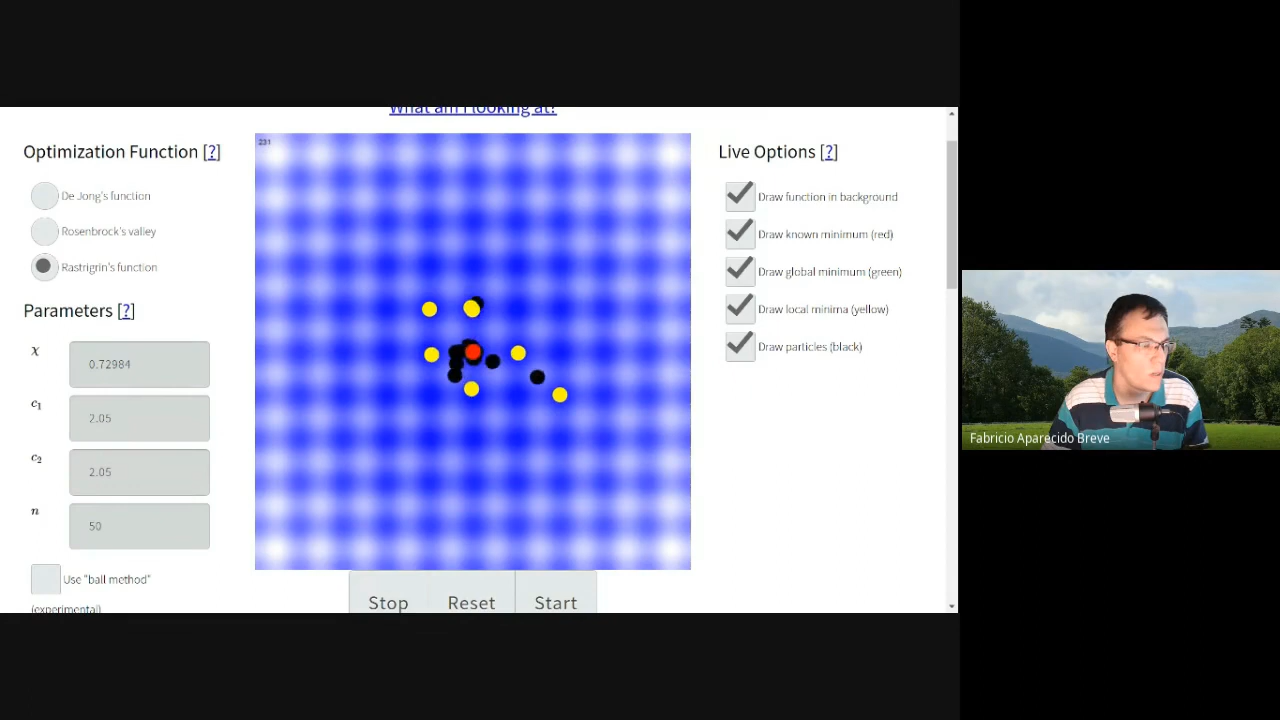 What am I looking at?
Optimization Function [?]
De Jong's function
Rosenbrock's valley
Rastrigrin's function
Parameters [?]
χ 0.72984
c1 2.05
c2 2.05
n 50
Use "ball method"
(experimental)
231
Stop Reset Start
Live Options [?]
Draw function in background
Draw known minimum (red)
Draw global minimum (green)
Draw local minima (yellow)
Draw particles (black)
Fabricio Aparecido Breve